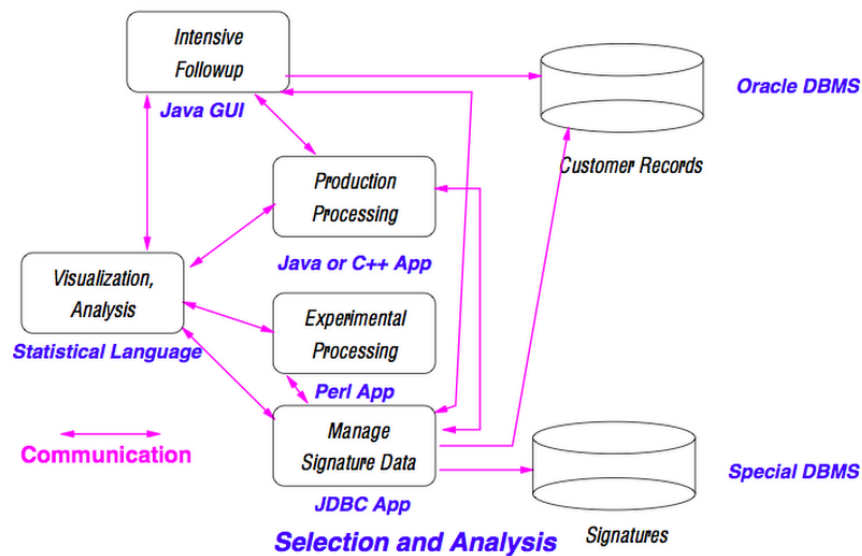 Intensive
Followup
Java GUI
Oracle DBMS
Customer Records
Production
Processing
Java or C++ App
Visualization,
Analysis
Statistical Language
Experimental
Processing
Perl App
Communication
Manage
Signature Data
JDBC App
Special DBMS
Signatures
Selection and Analysis